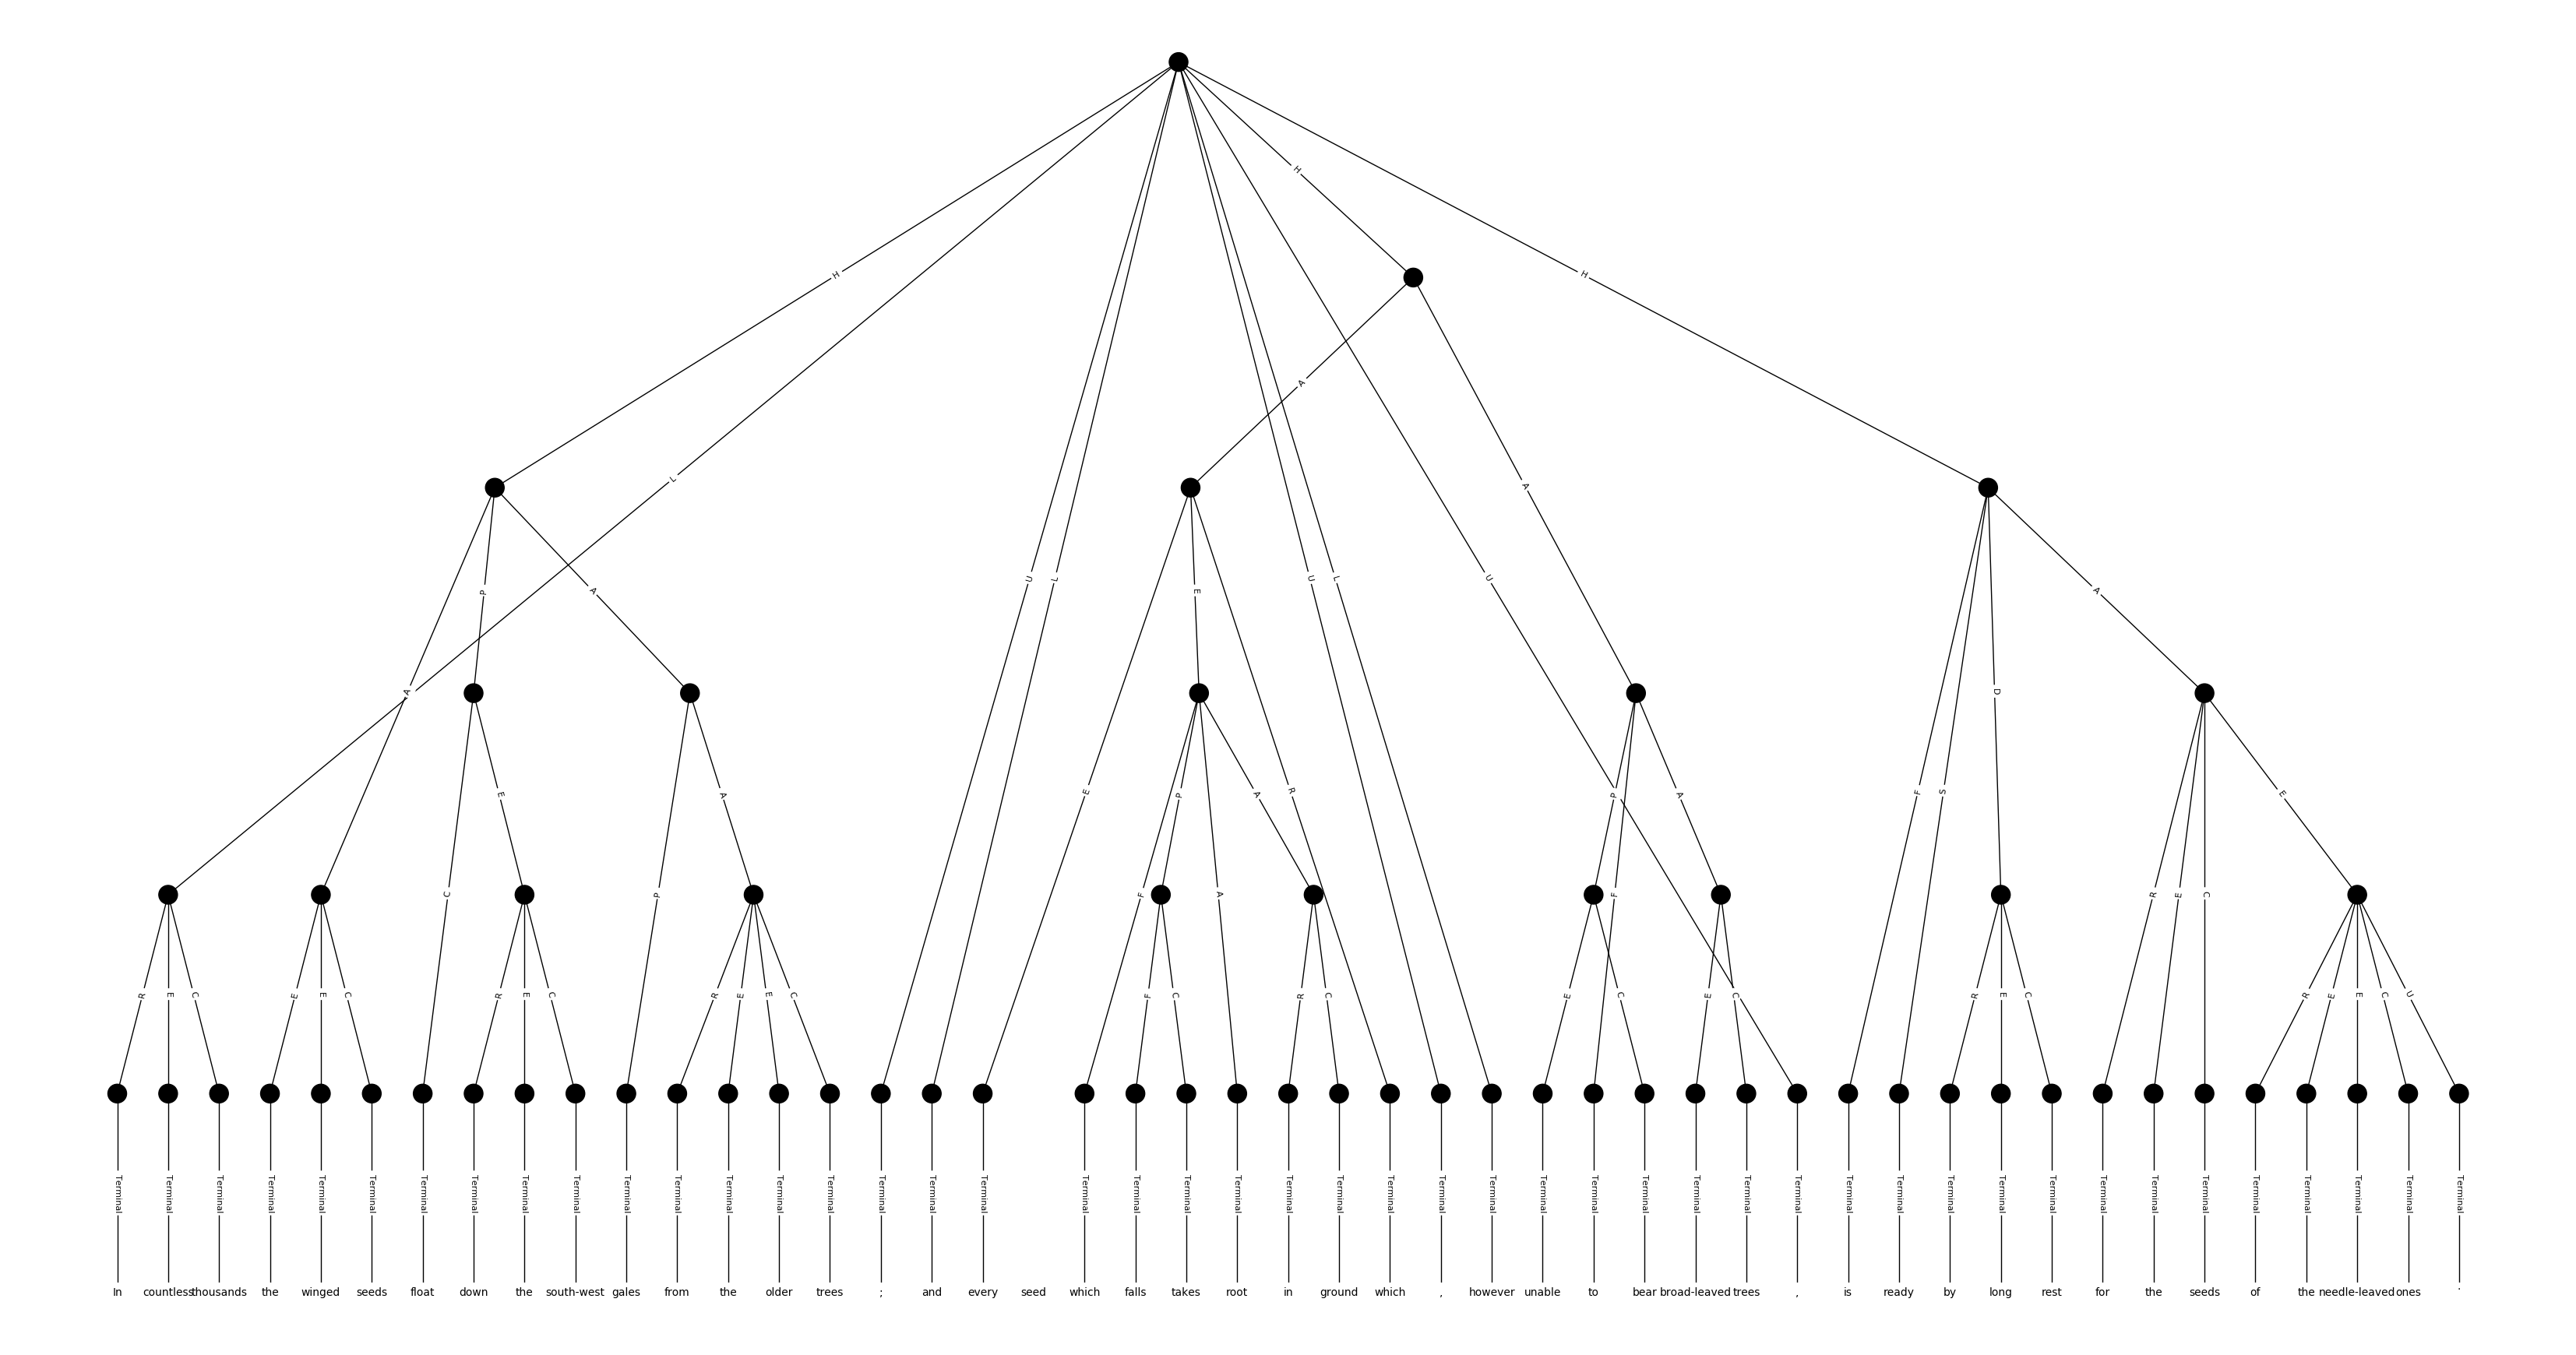 H
H
H
A
L
A
U
L
P
A
E
U
L
U
A
D
A
E
P
A
E
P
A
R
P
A
F
S
E
C
P
F
A
F
R
E
C
R
E
C
E
E
C
R
E
C
R
E
E
C
F
C
R
C
E
C
E
C
R
E
C
R
E
E
C
U
Terminal Terminal Terminal Terminal Terminal Terminal Terminal Terminal Terminal Terminal Terminal Terminal Terminal Terminal Terminal Terminal Terminal Terminal Terminal Terminal Terminal Terminal Terminal Terminal Terminal Terminal Terminal Terminal Terminal Terminal Terminal Terminal Terminal Terminal Terminal Terminal Terminal Terminal Terminal Terminal Terminal Terminal Terminal Terminal Terminal Terminal
In countless thousands the winged seeds float down the south-west gales from the older trees ; and every seed which falls takes root in ground which , however unable to bear broad-leaved trees , is ready by long rest for the seeds of the needle-leaved ones .